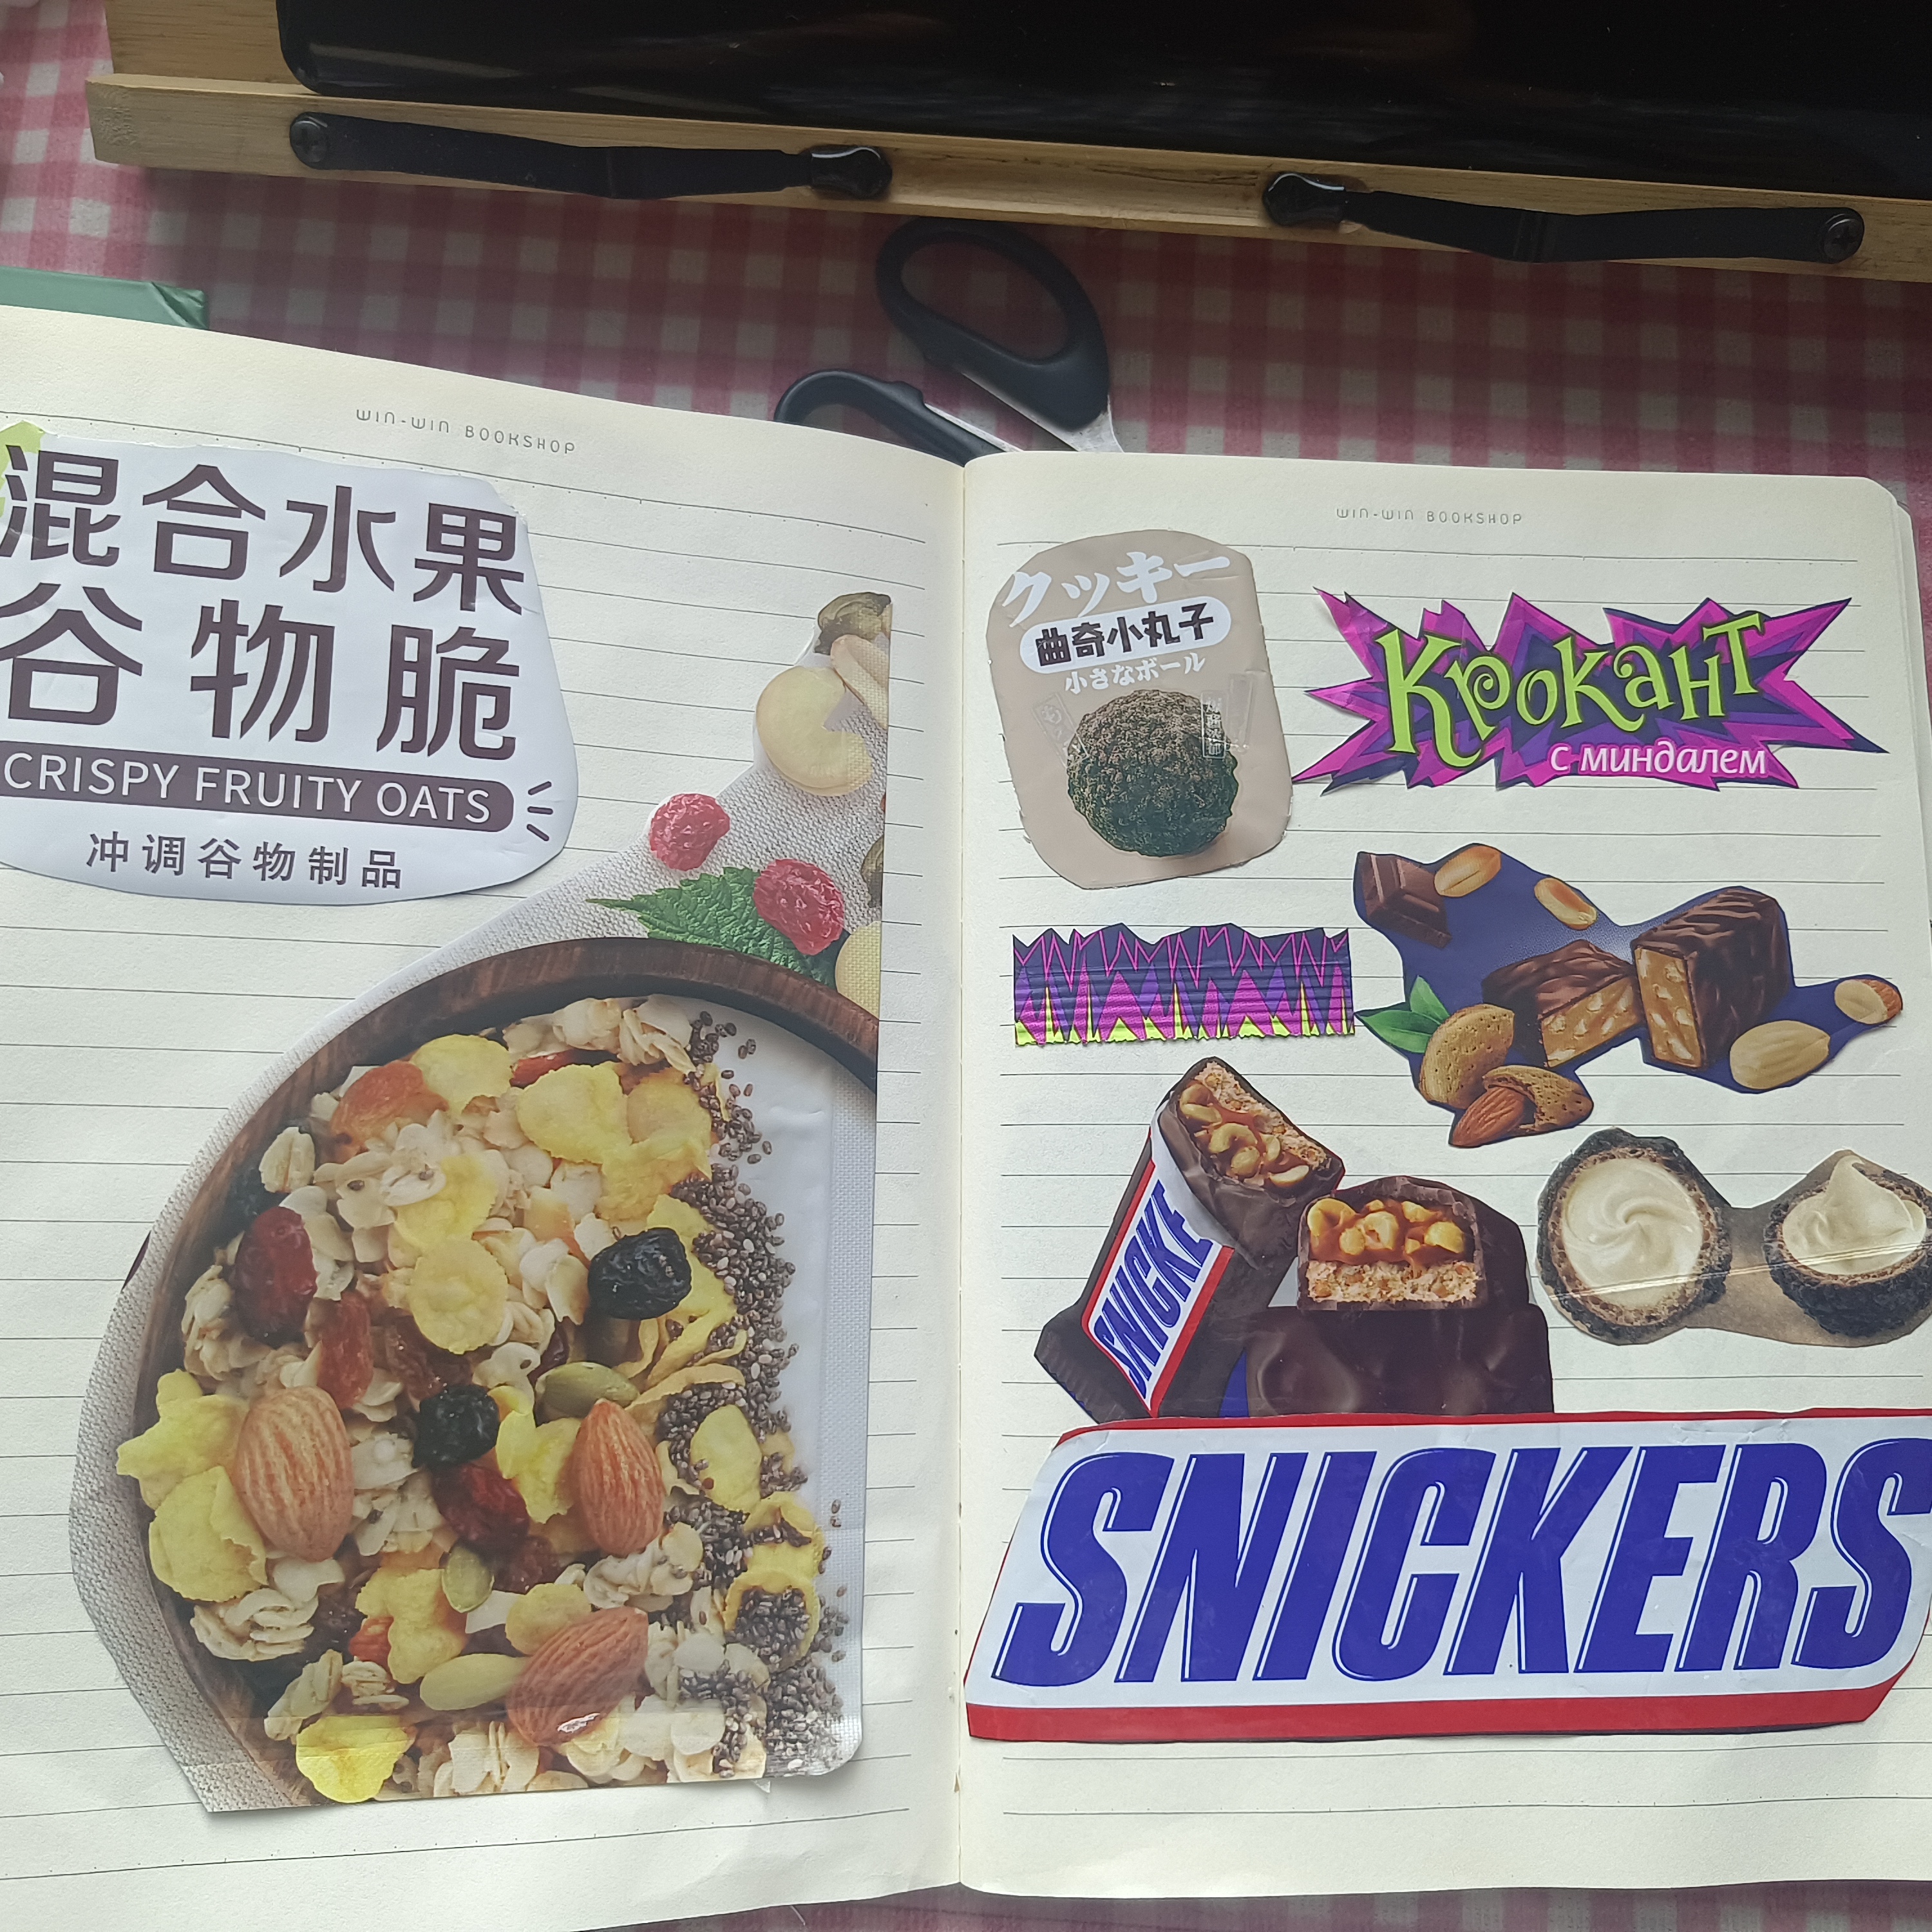 WIN-WIN BOOKSHOP
混合水果
谷物脆
CRISPY FRUITY OATS
冲调谷物制品
WIN-WIN BOOKSHOP
クッキー
曲奇小丸子
小さなボール
Крокант
с миндалем
SNICKE
SNICKERS